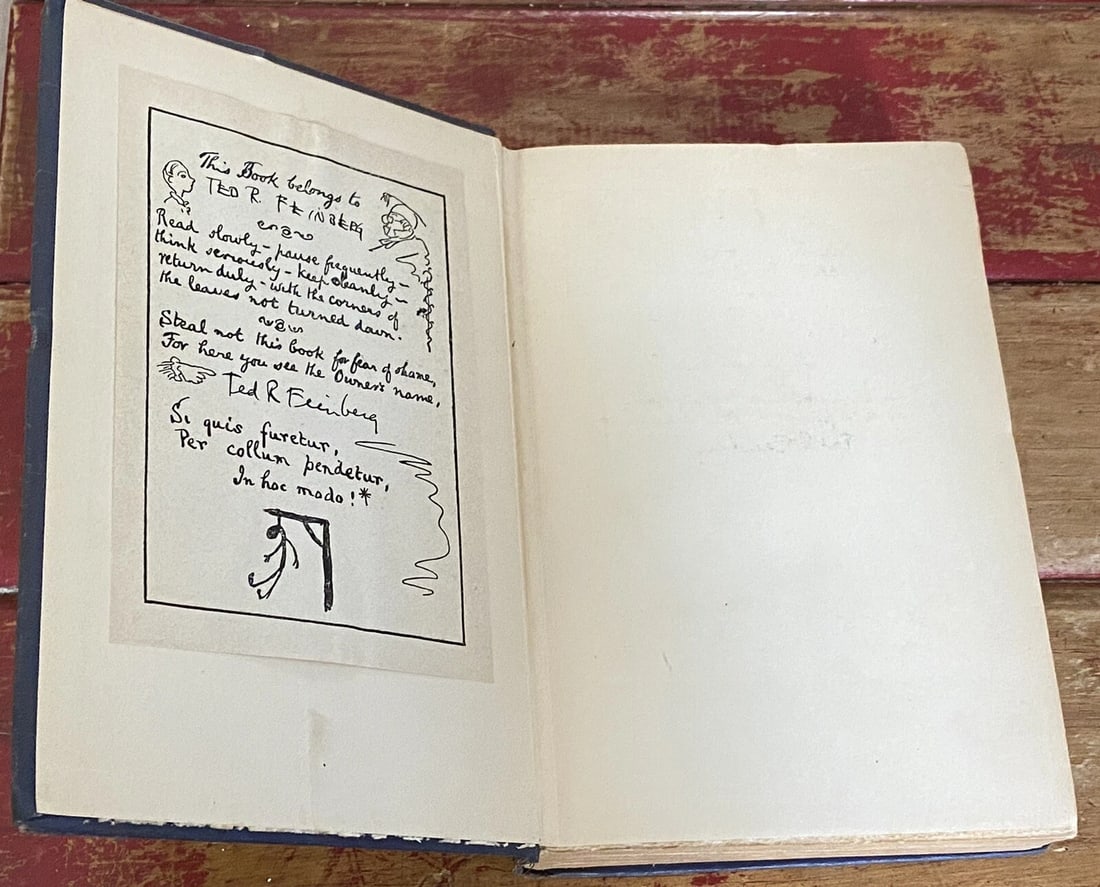 This Book belongs to
TED R. FEINBERG
Read slowly – pause frequently –
think seriously – keep cleanly –
return duly – with the corners of
the leaves not turned down.
Steal not this book for fear of shame,
For here you see the Owner's name,
Ted R Feinberg
Si quis furetur,
Per collum pendetur,
In hoc modo! *